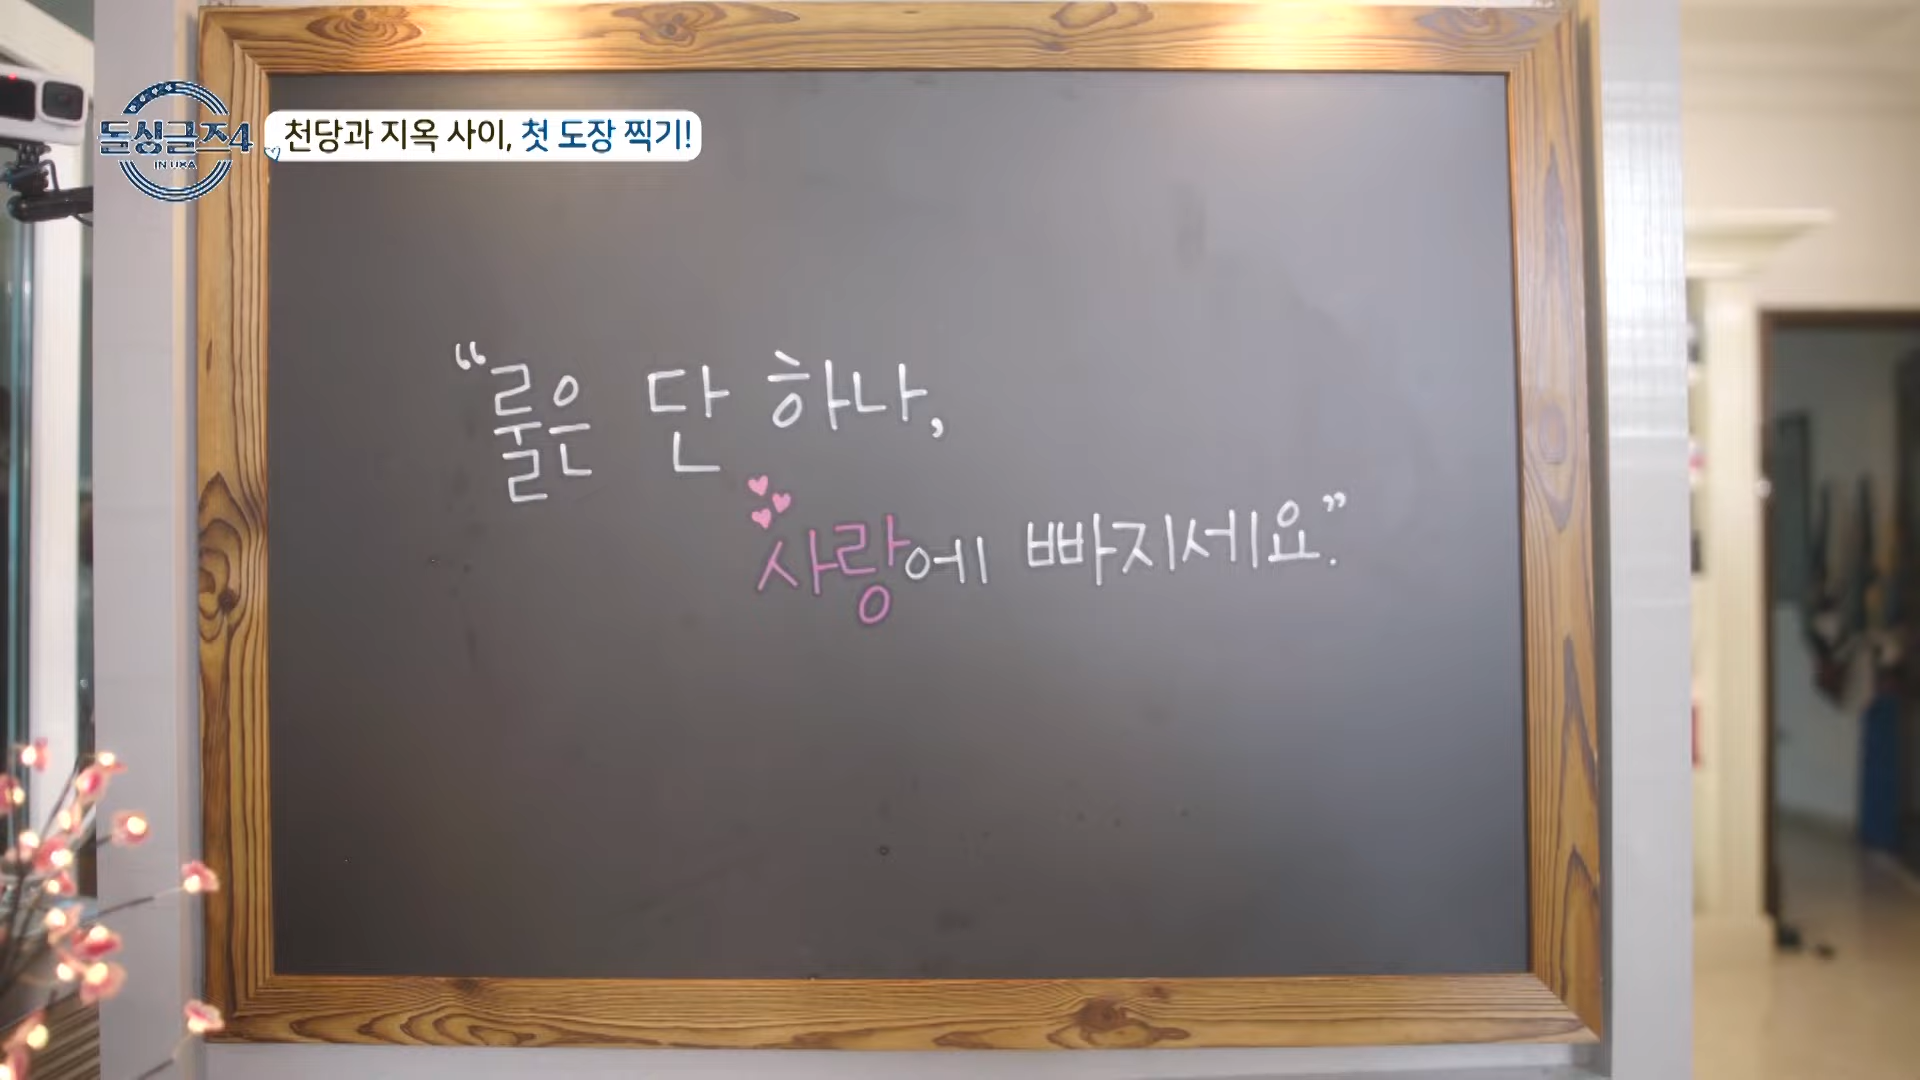 돌싱글즈4
IN USA
천당과 지옥 사이, 첫 도장 찍기!
“룰은 단 하나,
사랑에 빠지세요.”